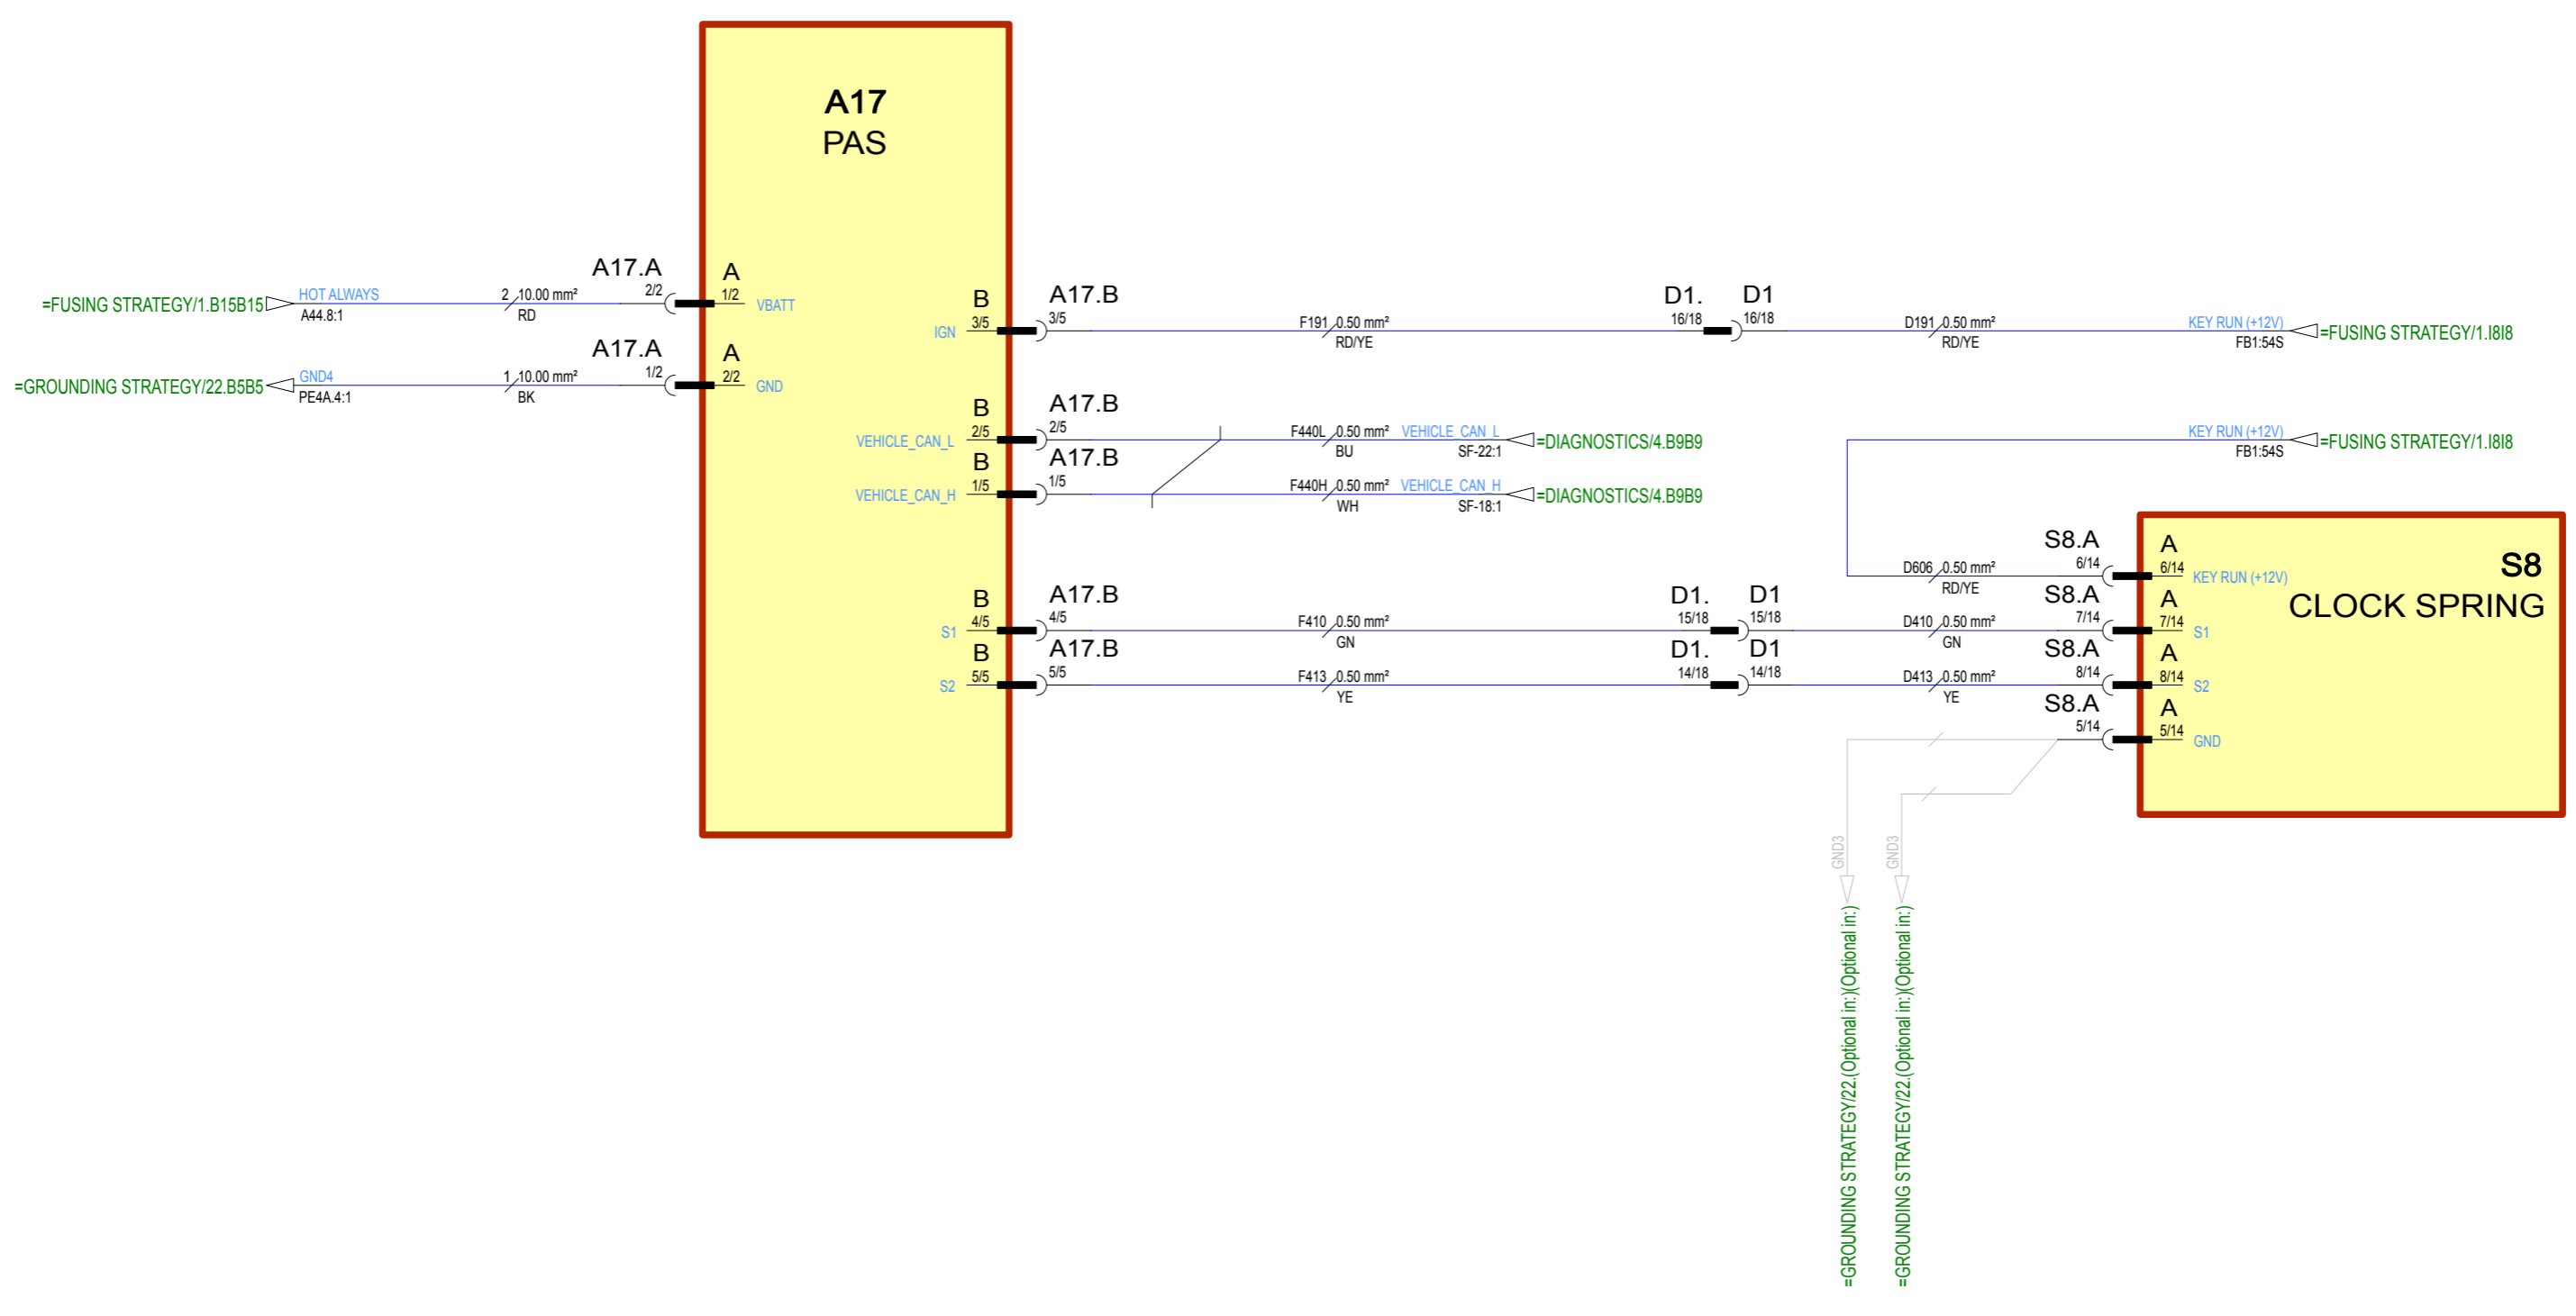 A17
PAS
A17.A
2/2
A
1/2
VBATT
=FUSING STRATEGY/1.B15B15
HOT ALWAYS
A44.8:1
2
10.00 mm²
RD
A17.A
1/2
A
2/2
GND
=GROUNDING STRATEGY/22.B5B5
GND4
PE4A.4:1
1
10.00 mm²
BK
IGN
B
3/5
A17.B
3/5
F191
0.50 mm²
RD/YE
D1.
16/18
D1
16/18
D191
0.50 mm²
RD/YE
KEY RUN (+12V)
FB1:54S
=FUSING STRATEGY/1.I8I8
VEHICLE_CAN_L
B
2/5
A17.B
2/5
F440L
0.50 mm²
BU
VEHICLE_CAN_L
SF-22:1
=DIAGNOSTICS/4.B9B9
KEY RUN (+12V)
FB1:54S
=FUSING STRATEGY/1.I8I8
VEHICLE_CAN_H
B
1/5
A17.B
1/5
F440H
0.50 mm²
WH
VEHICLE_CAN_H
SF-18:1
=DIAGNOSTICS/4.B9B9
S8
CLOCK SPRING
D606
0.50 mm²
RD/YE
S8.A
6/14
A
6/14
KEY RUN (+12V)
S1
B
4/5
A17.B
4/5
F410
0.50 mm²
GN
D1.
15/18
D1
15/18
D410
0.50 mm²
GN
S8.A
7/14
A
7/14
S1
S2
B
5/5
A17.B
5/5
F413
0.50 mm²
YE
D1.
14/18
D1
14/18
D413
0.50 mm²
YE
S8.A
8/14
A
8/14
S2
S8.A
5/14
A
5/14
GND
GND3
GND3
=GROUNDING STRATEGY/22.(Optional in:)(Optional in:)
=GROUNDING STRATEGY/22.(Optional in:)(Optional in:)